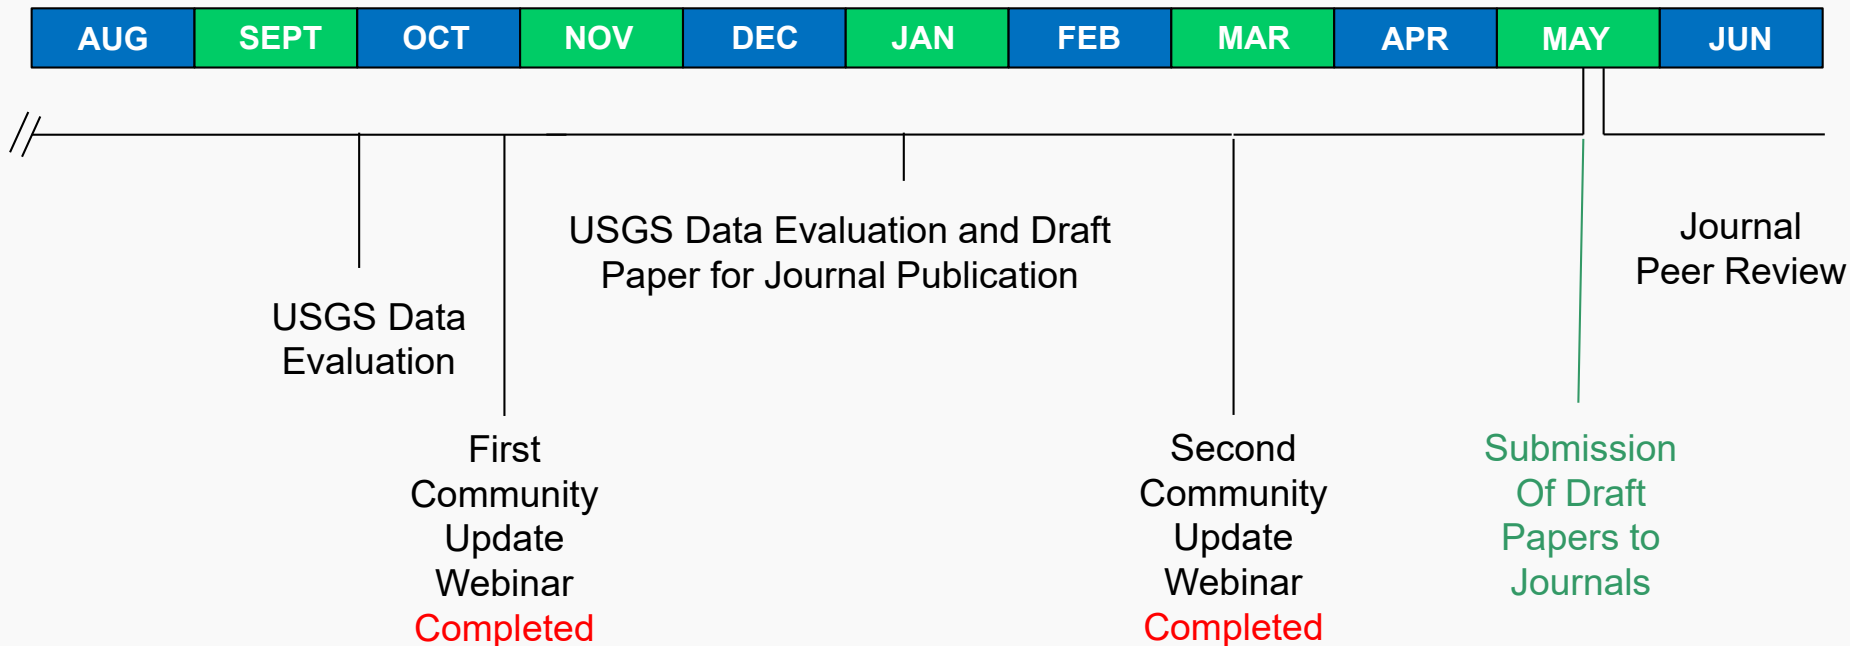 AUG SEPT OCT NOV DEC JAN FEB MAR APR MAY JUN
USGS Data
Evaluation
First
Community
Update
Webinar
Completed
USGS Data Evaluation and Draft
Paper for Journal Publication
Second
Community
Update
Webinar
Completed
Submission
Of Draft
Papers to
Journals
Journal
Peer Review